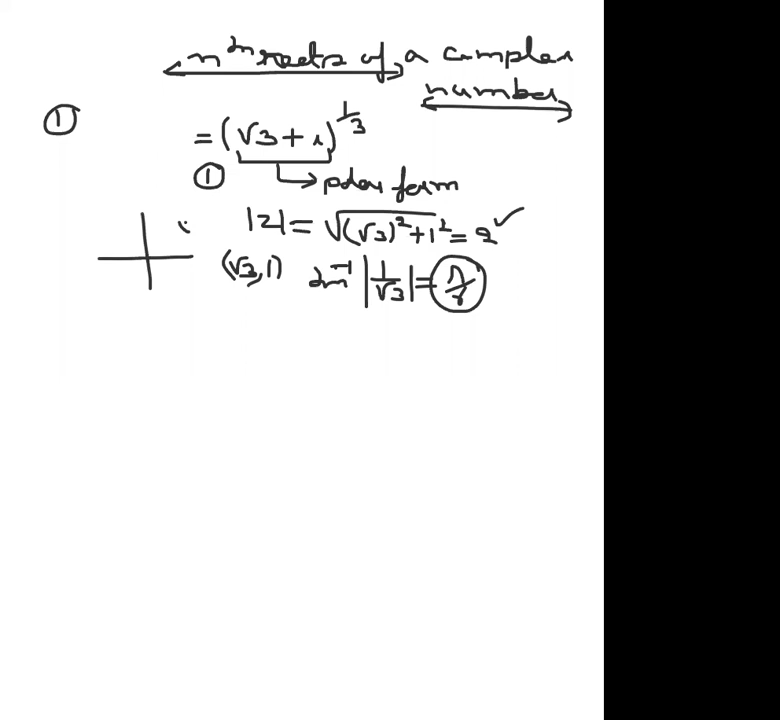 nth roots of a complex
number
① = (√3 + i)^{1/3}
① → polar form
|z| = √((√3)² + 1²) = 2 ✓
(√3, 1) tan⁻¹ |1/√3| = π/6